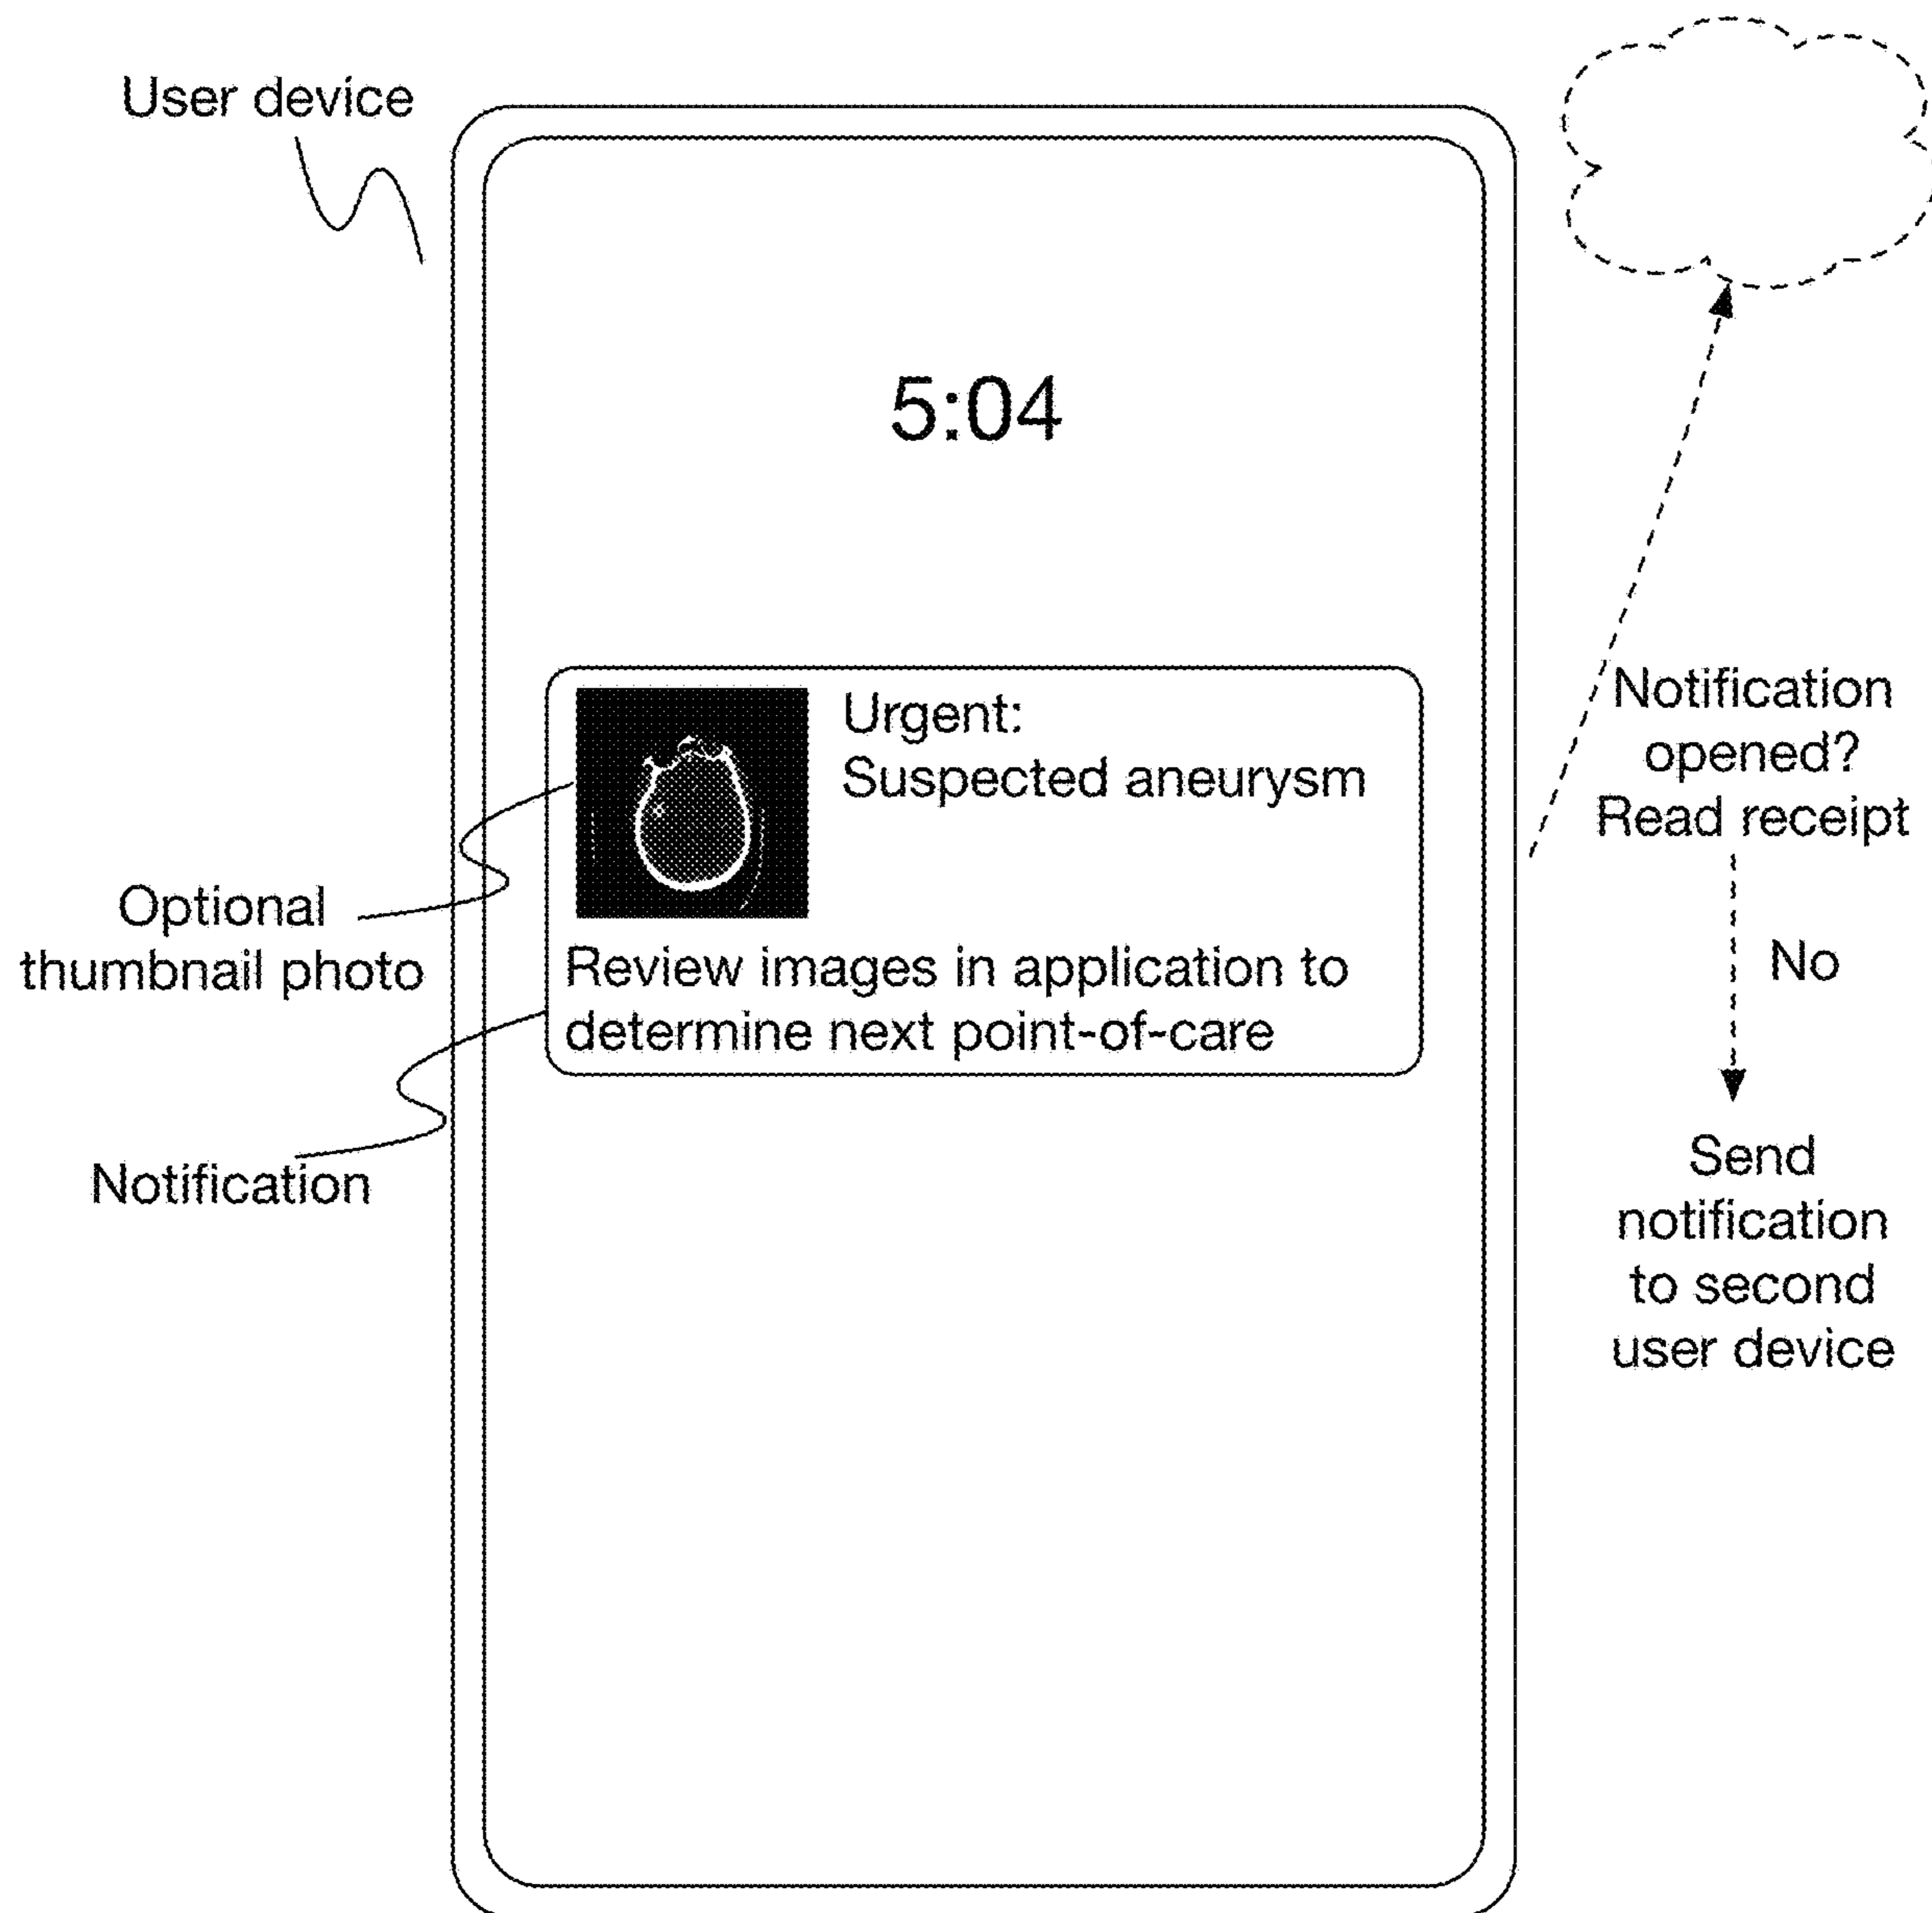 User device
5:04
Urgent:
Suspected aneurysm
Review images in application to
determine next point-of-care
Optional
thumbnail photo
Notification
Notification
opened?
Read receipt
No
Send
notification
to second
user device